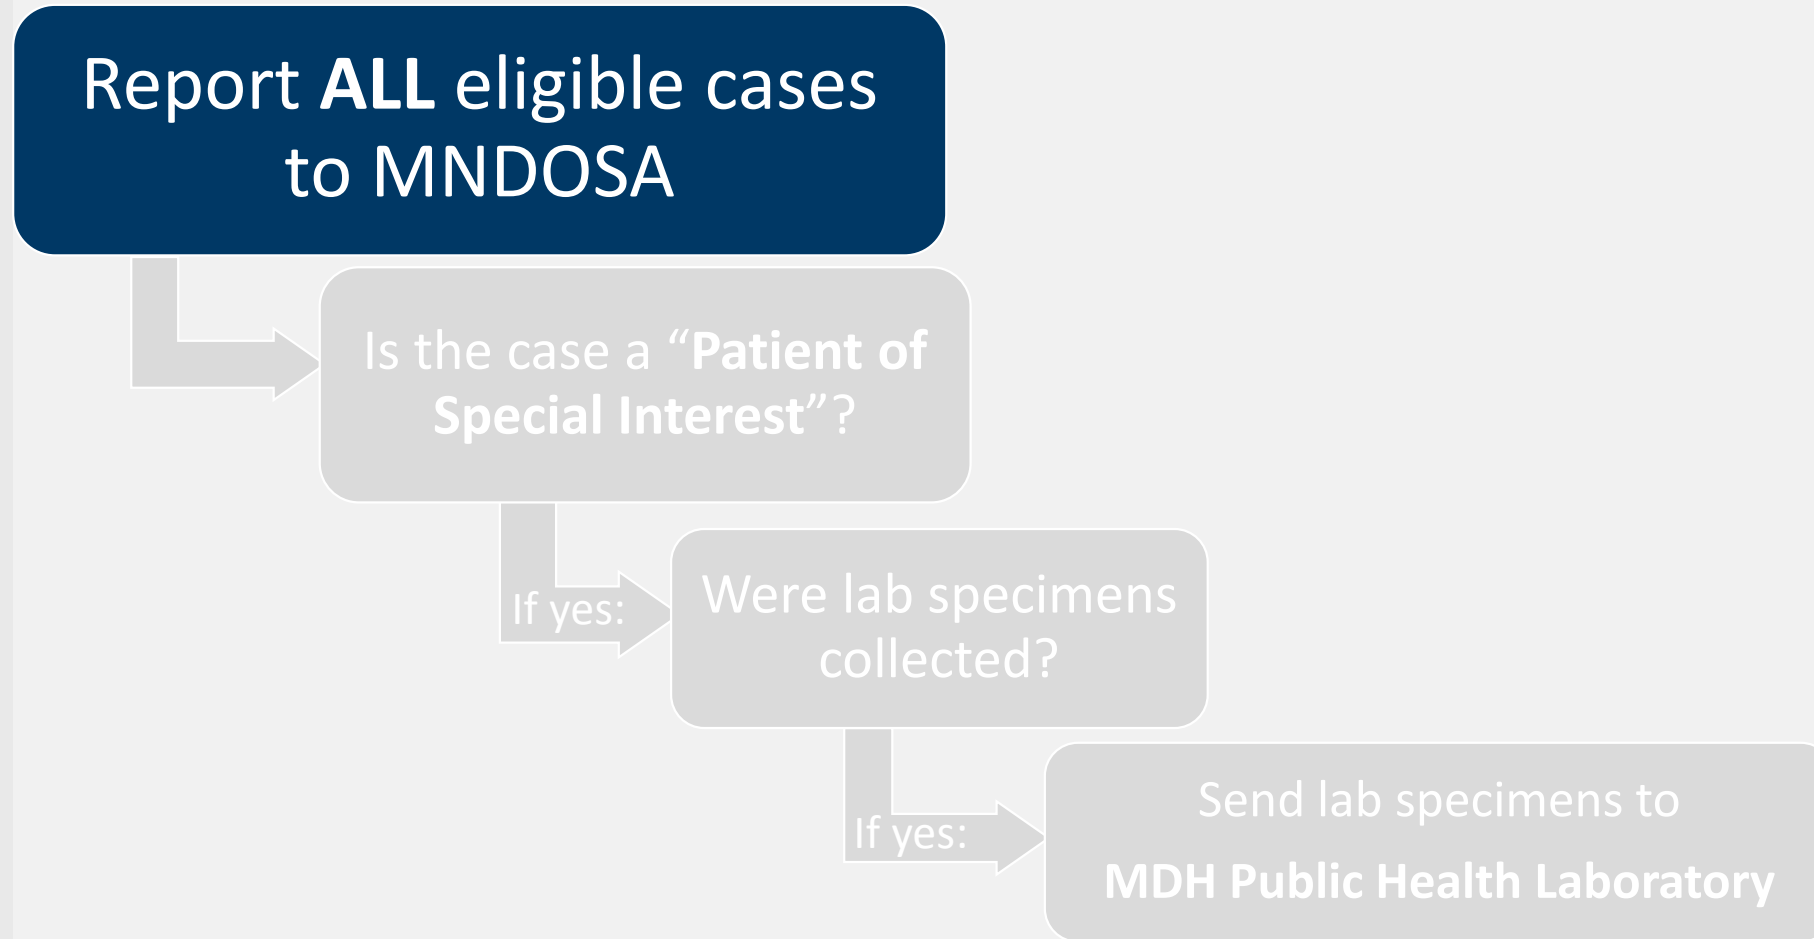 Report ALL eligible cases
to MNDOSA
Is the case a “Patient of
Special Interest”?
If yes:
Were lab specimens
collected?
If yes:
Send lab specimens to
MDH Public Health Laboratory